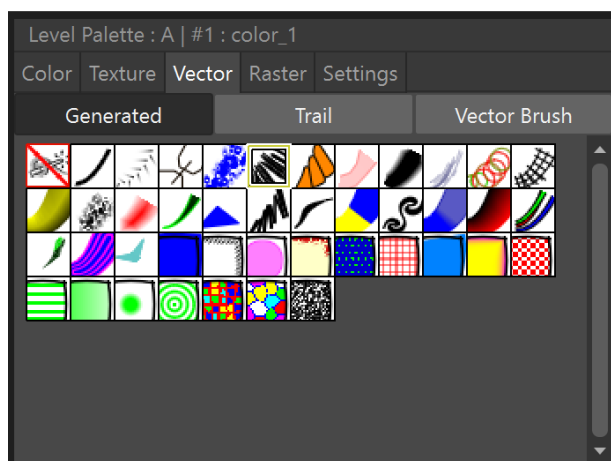 Level Palette : A | #1 : color_1
Color Texture Vector Raster Settings
Generated Trail Vector Brush